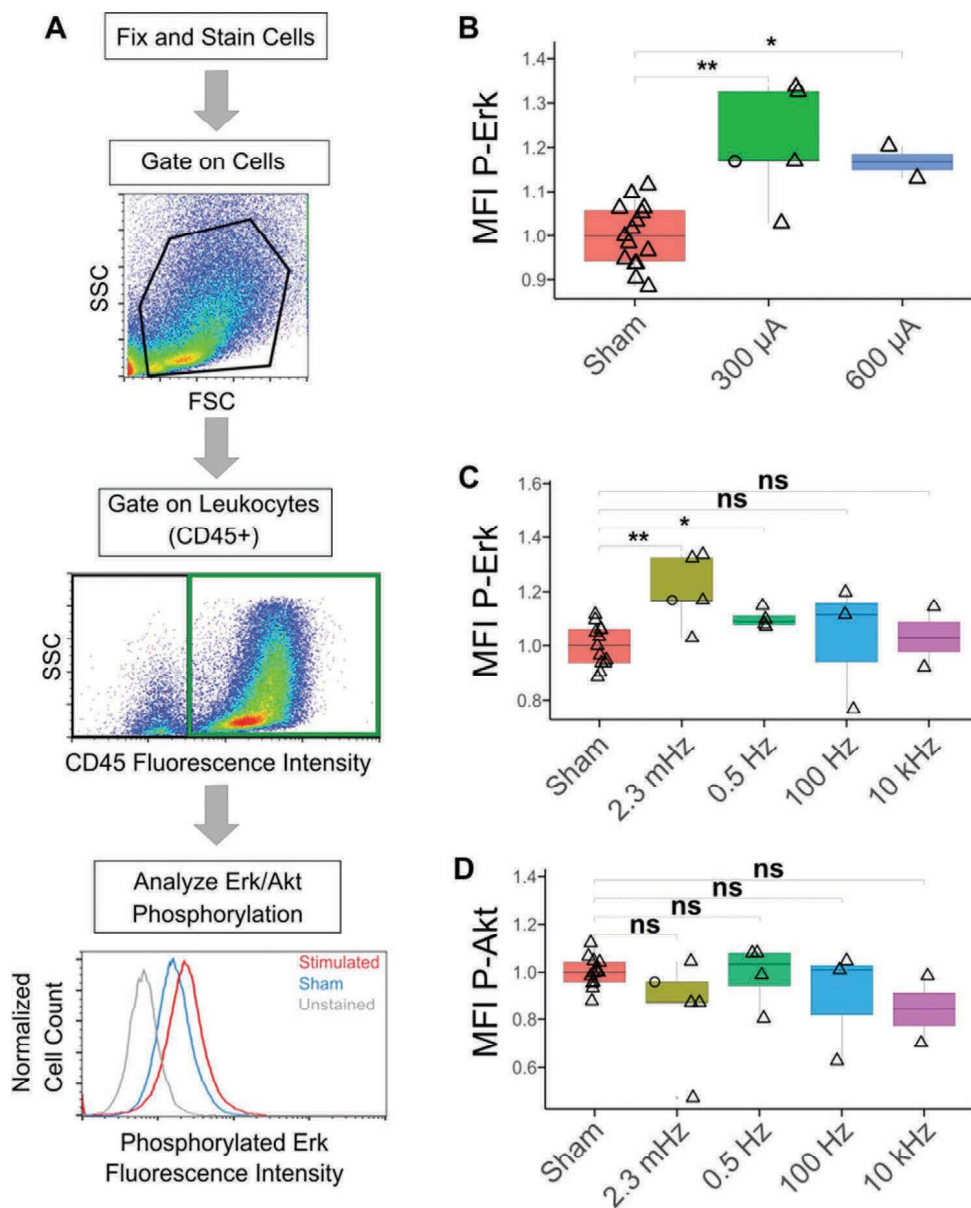 A
Fix and Stain Cells
Gate on Cells
SSC
FSC
Gate on Leukocytes
(CD45+)
SSC
CD45 Fluorescence Intensity
Analyze Erk/Akt
Phosphorylation
Stimulated
Sham
Unstained
Normalized
Cell Count
Phosphorylated Erk
Fluorescence Intensity
B
MFI P-Erk
1.4
1.3
1.2
1.1
1.0
0.9
*
**
Sham
300 µA
600 µA
C
MFI P-Erk
1.6
1.4
1.2
1.0
0.8
ns
ns
*
**
Sham
2.3 mHz
0.5 Hz
100 Hz
10 kHz
D
MFI P-Akt
1.4
1.2
1.0
0.8
0.6
ns
ns
ns
ns
Sham
2.3 mHz
0.5 Hz
100 Hz
10 kHz